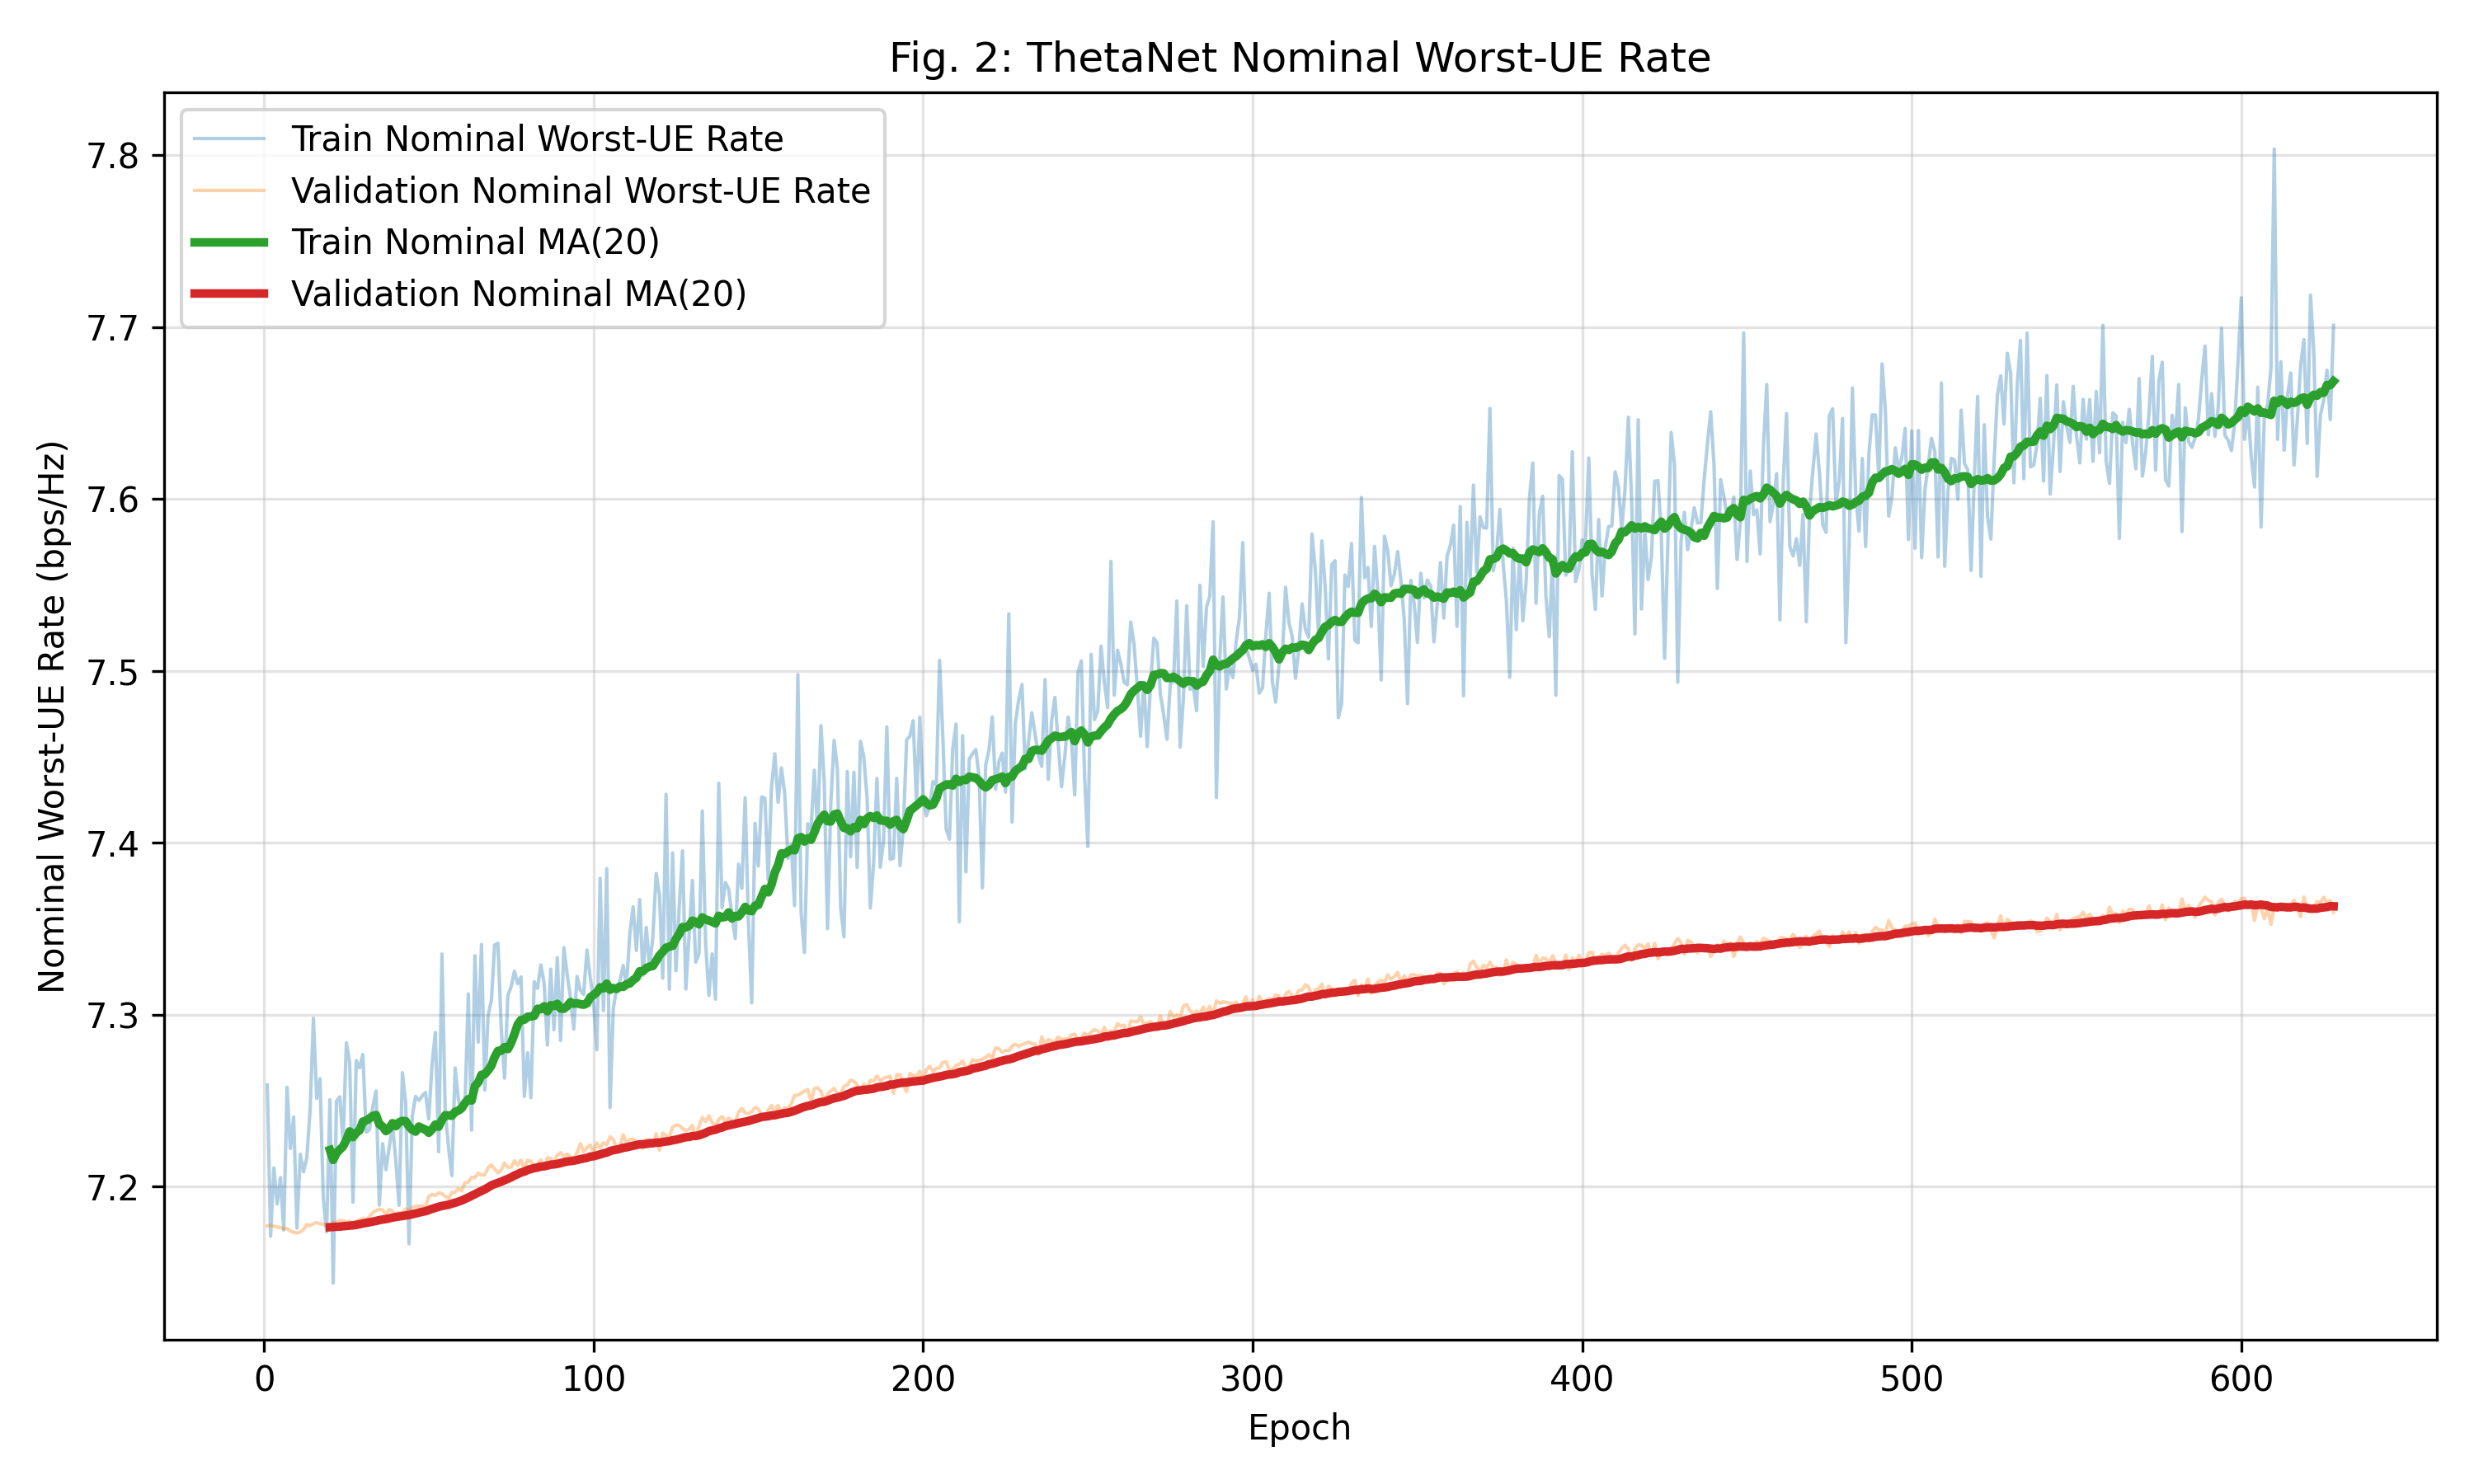 Fig. 2: ThetaNet Nominal Worst-UE Rate
Train Nominal Worst-UE Rate
Validation Nominal Worst-UE Rate
Train Nominal MA(20)
Validation Nominal MA(20)
Nominal Worst-UE Rate (bps/Hz)
7.8
7.7
7.6
7.5
7.4
7.3
7.2
0 100 200 300 400 500 600
Epoch